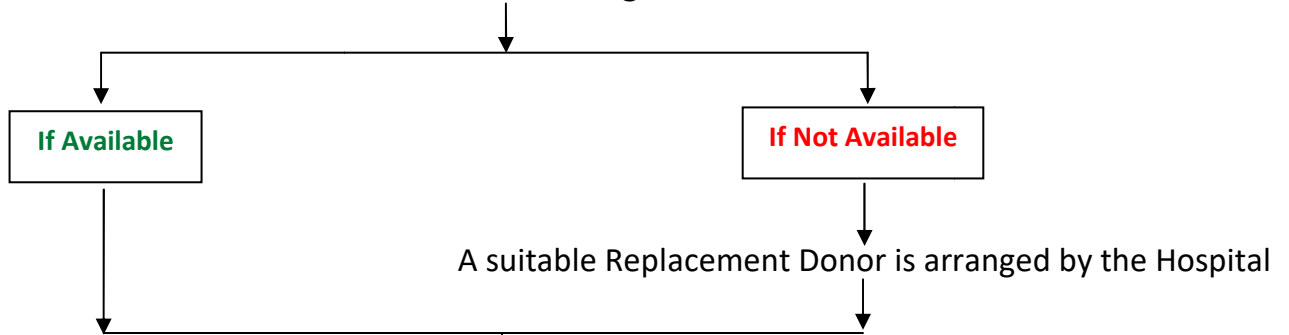 If Available
If Not Available
A suitable Replacement Donor is arranged by the Hospital